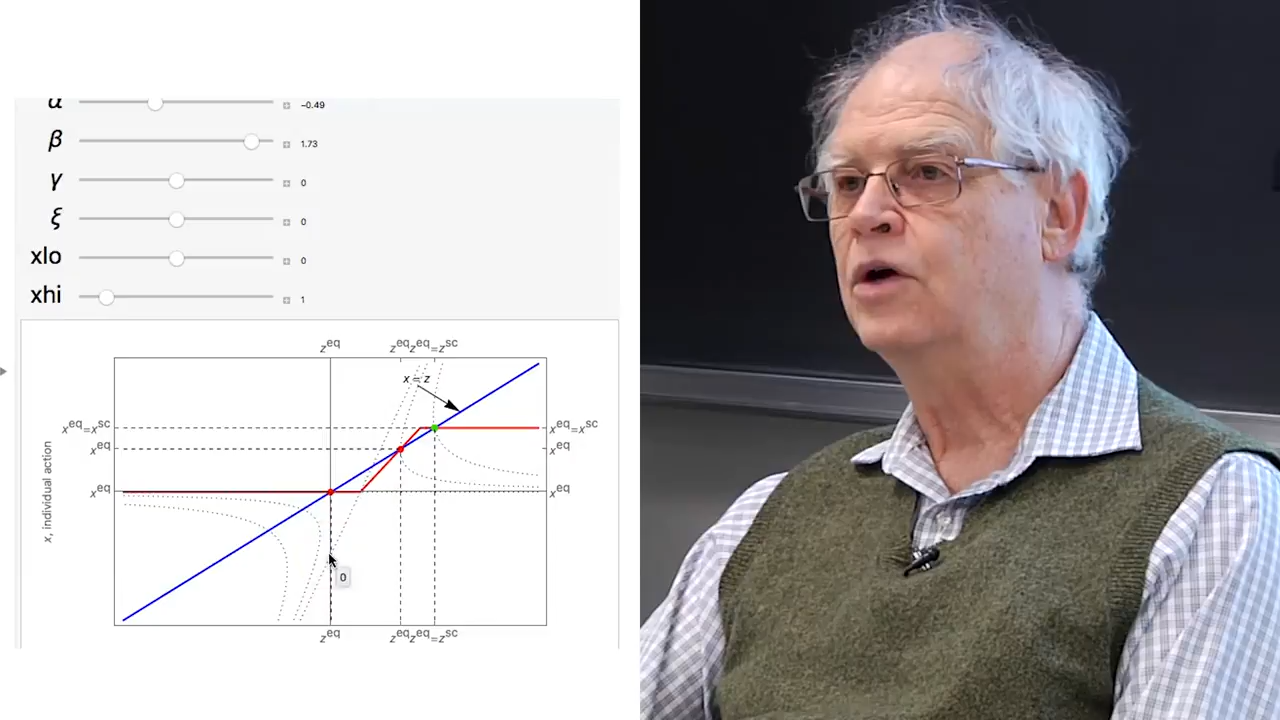 α −0.49
β 1.73
γ 0
ξ 0
xlo 0
xhi 1
z^eq z^eq z^eq=z^sc
x = z
x^eq=x^sc x^eq=x^sc
x^eq x^eq
x^eq x^eq
x, individual action
0
z^eq z^eq z^eq=z^sc